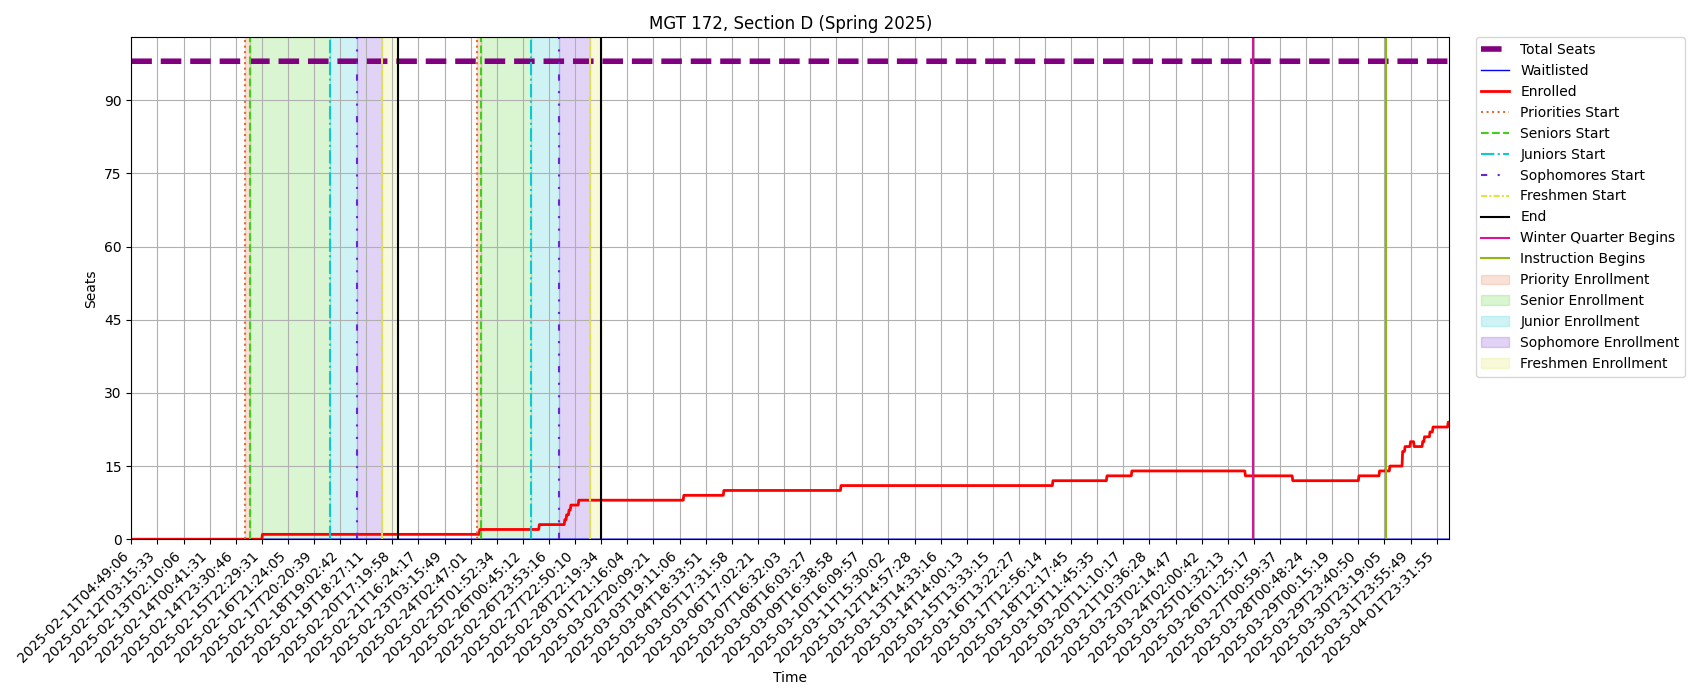 MGT 172, Section D (Spring 2025)
Seats
90
75
60
45
30
15
0
2025-02-11T04:49:06
2025-02-12T03:15:33
2025-02-13T02:10:06
2025-02-14T00:41:31
2025-02-14T23:30:46
2025-02-15T22:29:31
2025-02-16T21:24:05
2025-02-17T20:20:39
2025-02-18T19:02:42
2025-02-19T18:27:11
2025-02-20T17:19:58
2025-02-21T16:24:17
2025-02-23T03:15:49
2025-02-24T02:47:01
2025-02-25T01:52:34
2025-02-26T00:45:12
2025-02-26T23:53:16
2025-02-27T22:50:10
2025-02-28T22:19:34
2025-03-01T21:16:04
2025-03-02T20:09:21
2025-03-03T19:11:06
2025-03-04T18:33:51
2025-03-05T17:31:58
2025-03-06T17:02:21
2025-03-07T16:32:03
2025-03-08T16:03:27
2025-03-09T16:38:58
2025-03-10T16:09:57
2025-03-11T15:30:02
2025-03-12T14:57:28
2025-03-13T14:33:16
2025-03-14T14:00:13
2025-03-15T13:33:15
2025-03-16T13:22:27
2025-03-17T12:56:14
2025-03-18T12:17:45
2025-03-19T11:45:35
2025-03-20T11:10:17
2025-03-21T10:36:28
2025-03-23T02:14:47
2025-03-24T02:00:42
2025-03-25T01:32:13
2025-03-26T01:25:17
2025-03-27T00:59:37
2025-03-28T00:48:24
2025-03-29T00:15:19
2025-03-29T23:40:50
2025-03-30T23:19:05
2025-03-31T23:55:49
2025-04-01T23:31:55
Time
Total Seats
Waitlisted
Enrolled
Priorities Start
Seniors Start
Juniors Start
Sophomores Start
Freshmen Start
End
Winter Quarter Begins
Instruction Begins
Priority Enrollment
Senior Enrollment
Junior Enrollment
Sophomore Enrollment
Freshmen Enrollment